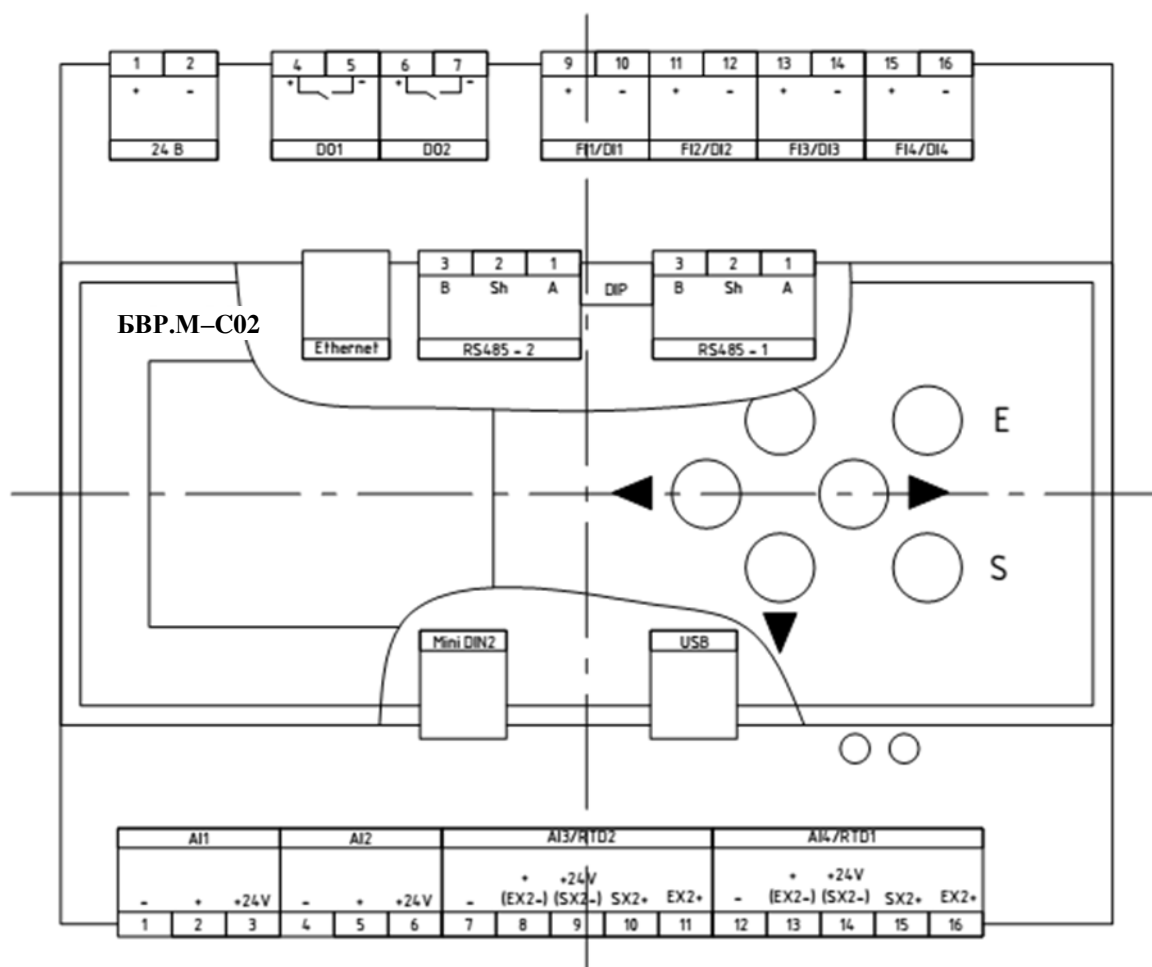 1 2 4 5 6 7 9 10 11 12 13 14 15 16
+ - + - + - + - + - + - + -
24 В DO1 DO2 FI1/DI1 FI2/DI2 FI3/DI3 FI4/DI4
3 2 1 3 2 1
B Sh A DIP B Sh A
БВР.М–С02
Ethernet RS485 - 2 RS485 - 1
E
S
Mini DIN2 USB
AI1 AI2 AI3/RTD2 AI4/RTD1
+ +24V + +24V
- + +24V - + +24V - (EX2-) (SX2-) SX2+ EX2+ - (EX2-) (SX2-) SX2+ EX2+
1 2 3 4 5 6 7 8 9 10 11 12 13 14 15 16